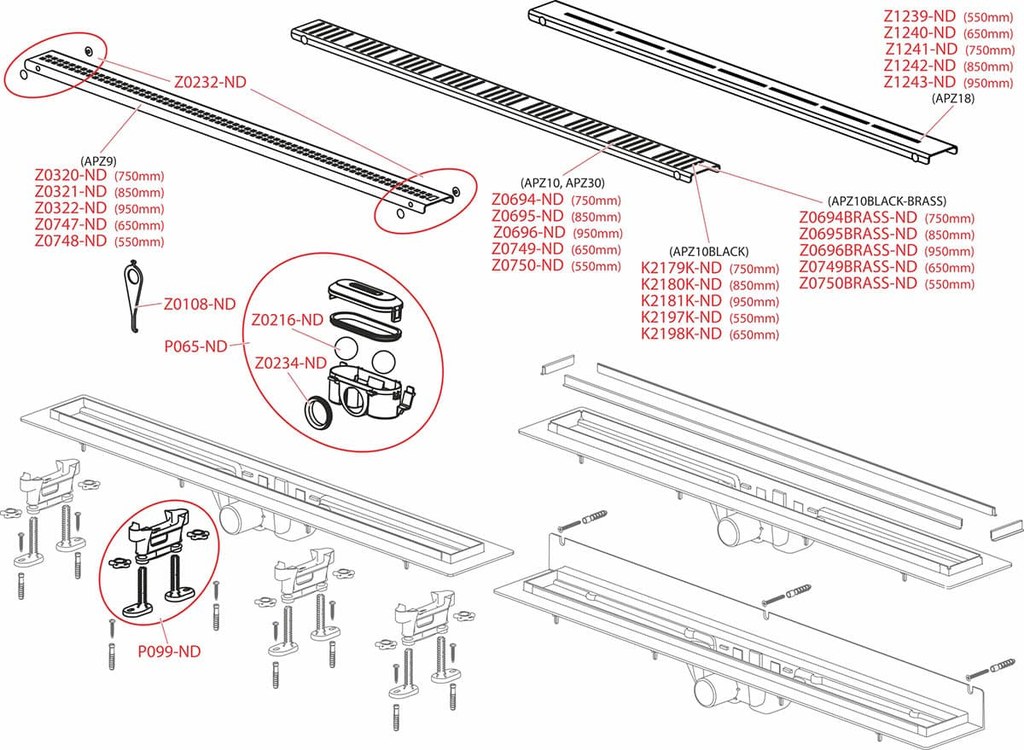 Z1239-ND (550mm)
Z1240-ND (650mm)
Z1241-ND (750mm)
Z1242-ND (850mm)
Z1243-ND (950mm)
(APZ18)
Z0232-ND
(APZ9)
Z0320-ND (750mm)
Z0321-ND (850mm)
Z0322-ND (950mm)
Z0747-ND (650mm)
Z0748-ND (550mm)
(APZ10, APZ30)
Z0694-ND (750mm)
Z0695-ND (850mm)
Z0696-ND (950mm)
Z0749-ND (650mm)
Z0750-ND (550mm)
(APZ10BLACK)
K2179K-ND (750mm)
K2180K-ND (850mm)
K2181K-ND (950mm)
K2197K-ND (550mm)
K2198K-ND (650mm)
(APZ10BLACK-BRASS)
Z0694BRASS-ND (750mm)
Z0695BRASS-ND (850mm)
Z0696BRASS-ND (950mm)
Z0749BRASS-ND (650mm)
Z0750BRASS-ND (550mm)
Z0108-ND
Z0216-ND
P065-ND
Z0234-ND
P099-ND